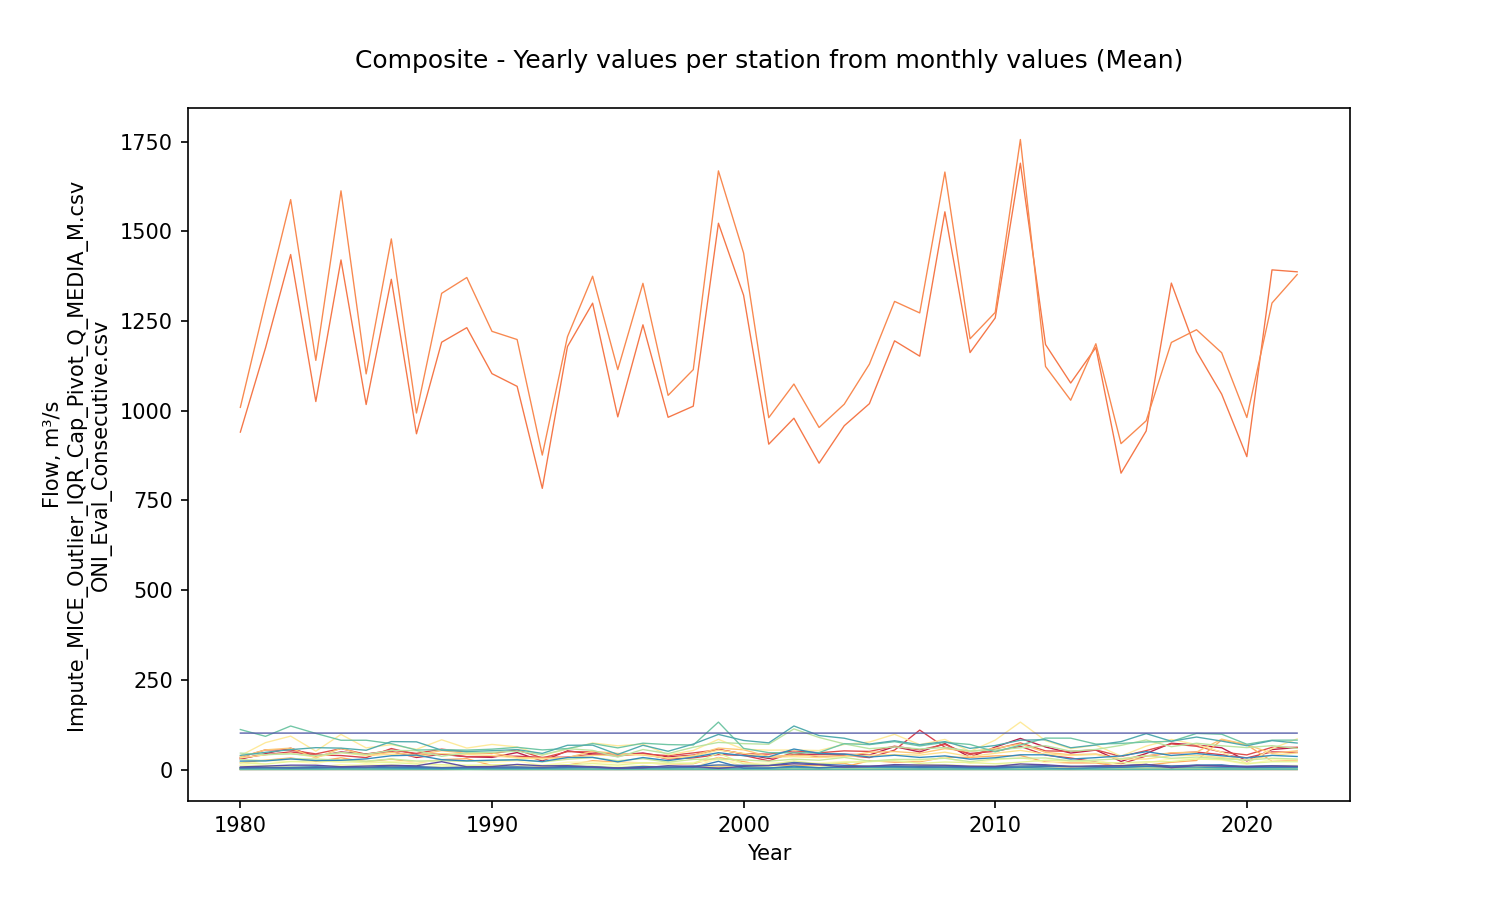 Composite - Yearly values per station from monthly values (Mean)
Flow, m³/s
Impute_MICE_Outlier_IQR_Cap_Pivot_Q_MEDIA_M.csv
ONI_Eval_Consecutive.csv
1750
1500
1250
1000
750
500
250
0
1980
1990
2000
2010
2020
Year